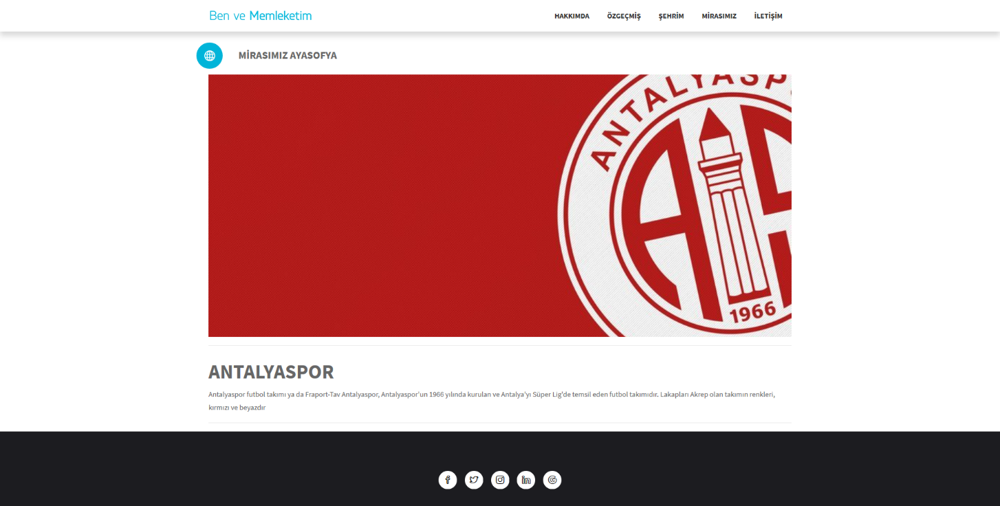 Ben ve Memleketim
HAKKIMDA ÖZGEÇMİŞ ŞEHRİM MİRASIMIZ İLETİŞİM
MİRASIMIZ AYASOFYA
ANTALYASP
1966
ANTALYASPOR
Antalyaspor futbol takımı ya da Fraport-Tav Antalyaspor, Antalyaspor'un 1966 yılında kurulan ve Antalya'yı Süper Lig'de temsil eden futbol takımıdır. Lakapları Akrep olan takımın renkleri,
kırmızı ve beyazdır